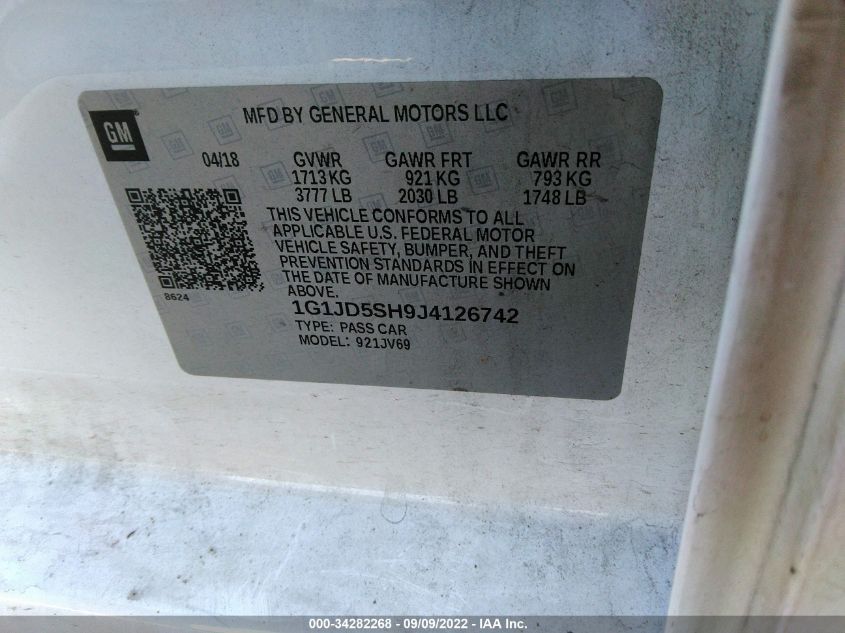 GM
MFD BY GENERAL MOTORS LLC
04/18 GVWR GAWR FRT GAWR RR
1713 KG 921 KG 793 KG
3777 LB 2030 LB 1748 LB
THIS VEHICLE CONFORMS TO ALL
APPLICABLE U.S. FEDERAL MOTOR
VEHICLE SAFETY, BUMPER, AND THEFT
PREVENTION STANDARDS IN EFFECT ON
THE DATE OF MANUFACTURE SHOWN
ABOVE.
8624
1G1JD5SH9J4126742
TYPE: PASS CAR
MODEL: 921JV69
000-34282268 - 09/09/2022 - IAA Inc.